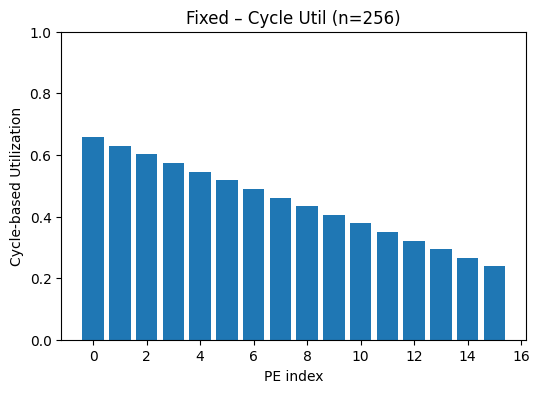 Fixed – Cycle Util (n=256)
1.0
0.8
0.6
0.4
0.2
0.0
Cycle-based Utilization
0 2 4 6 8 10 12 14 16
PE index